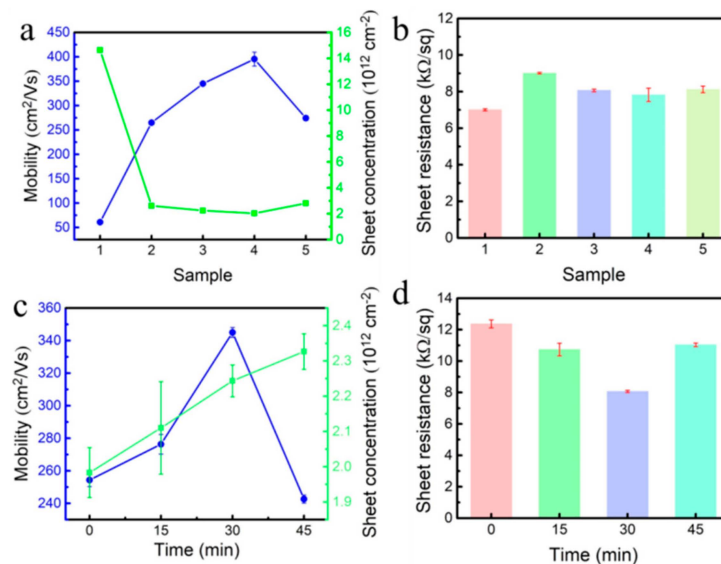 a
Mobility (cm²/Vs)
450
400
350
300
250
200
150
100
50
1 2 3 4 5
Sample
16
14
12
10
8
6
4
2
0
Sheet concentration (10¹² cm⁻²)
b
Sheet resistance (kΩ/sq)
12
10
8
6
4
2
0
1 2 3 4 5
Sample
c
Mobility (cm²/Vs)
360
340
320
300
280
260
240
0 15 30 45
Time (min)
2.4
2.3
2.2
2.1
2.0
1.9
Sheet concentration (10¹² cm⁻²)
d
Sheet resistance (kΩ/sq)
14
12
10
8
6
4
2
0
0 15 30 45
Time (min)